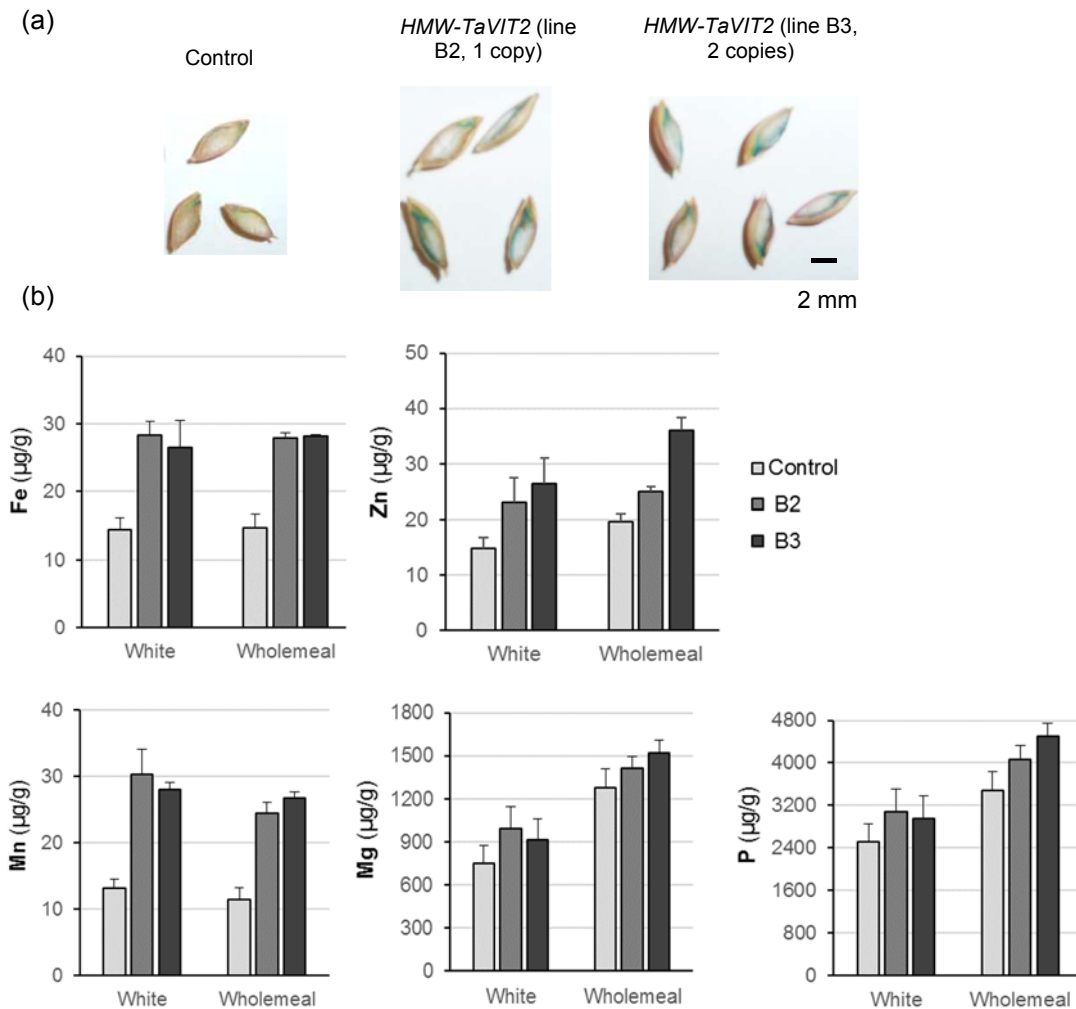 (a)
Control
HMW-TaVIT2 (line
B2, 1 copy)
HMW-TaVIT2 (line B3,
2 copies)
2 mm
(b)
40
30
20
10
0
Fe (µg/g)
White
Wholemeal
50
40
30
20
10
0
Zn (µg/g)
White
Wholemeal
Control
B2
B3
40
30
20
10
0
Mn (µg/g)
White
Wholemeal
1800
1500
1200
900
600
300
0
Mg (µg/g)
White
Wholemeal
4800
4000
3200
2400
1600
800
0
P (µg/g)
White
Wholemeal